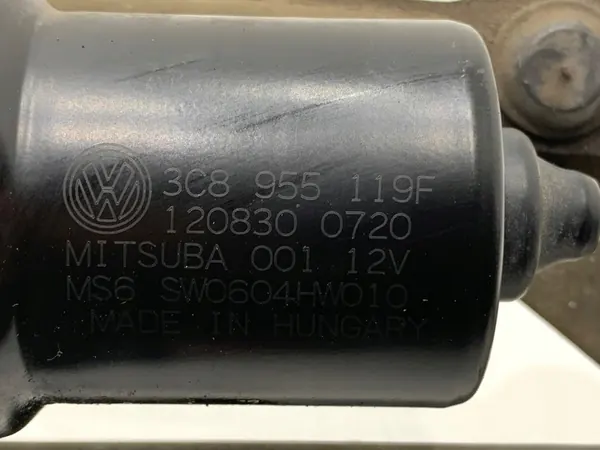 3C8 955 119F
120830 0720
MITSUBA 001 12V
MS6 SW0604HW010
MADE IN HUNGARY